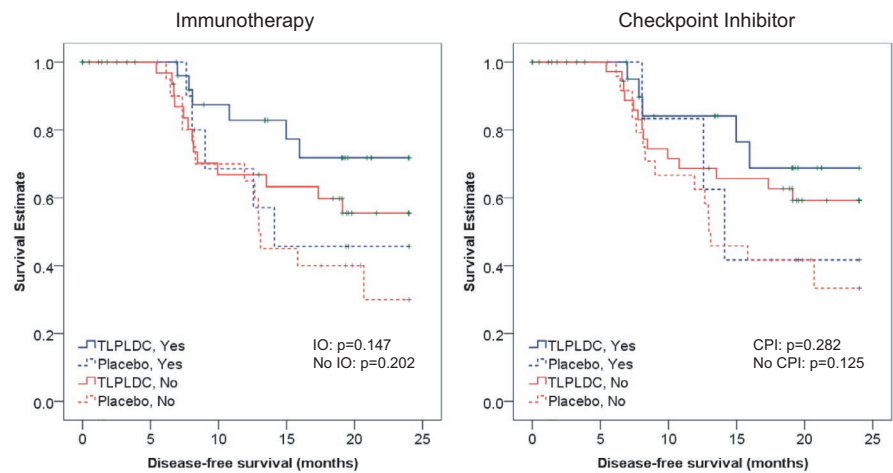 Immunotherapy
Survival Estimate
1.0
0.8
0.6
0.4
0.2
0.0
TLPLDC, Yes
Placebo, Yes
TLPLDC, No
Placebo, No
IO: p=0.147
No IO: p=0.202
0 5 10 15 20 25
Disease-free survival (months)
Checkpoint Inhibitor
Survival Estimate
1.0
0.8
0.6
0.4
0.2
0.0
TLPLDC, Yes
Placebo, Yes
TLPLDC, No
Placebo, No
CPI: p=0.282
No CPI: p=0.125
0 5 10 15 20 25
Disease-free survival (months)